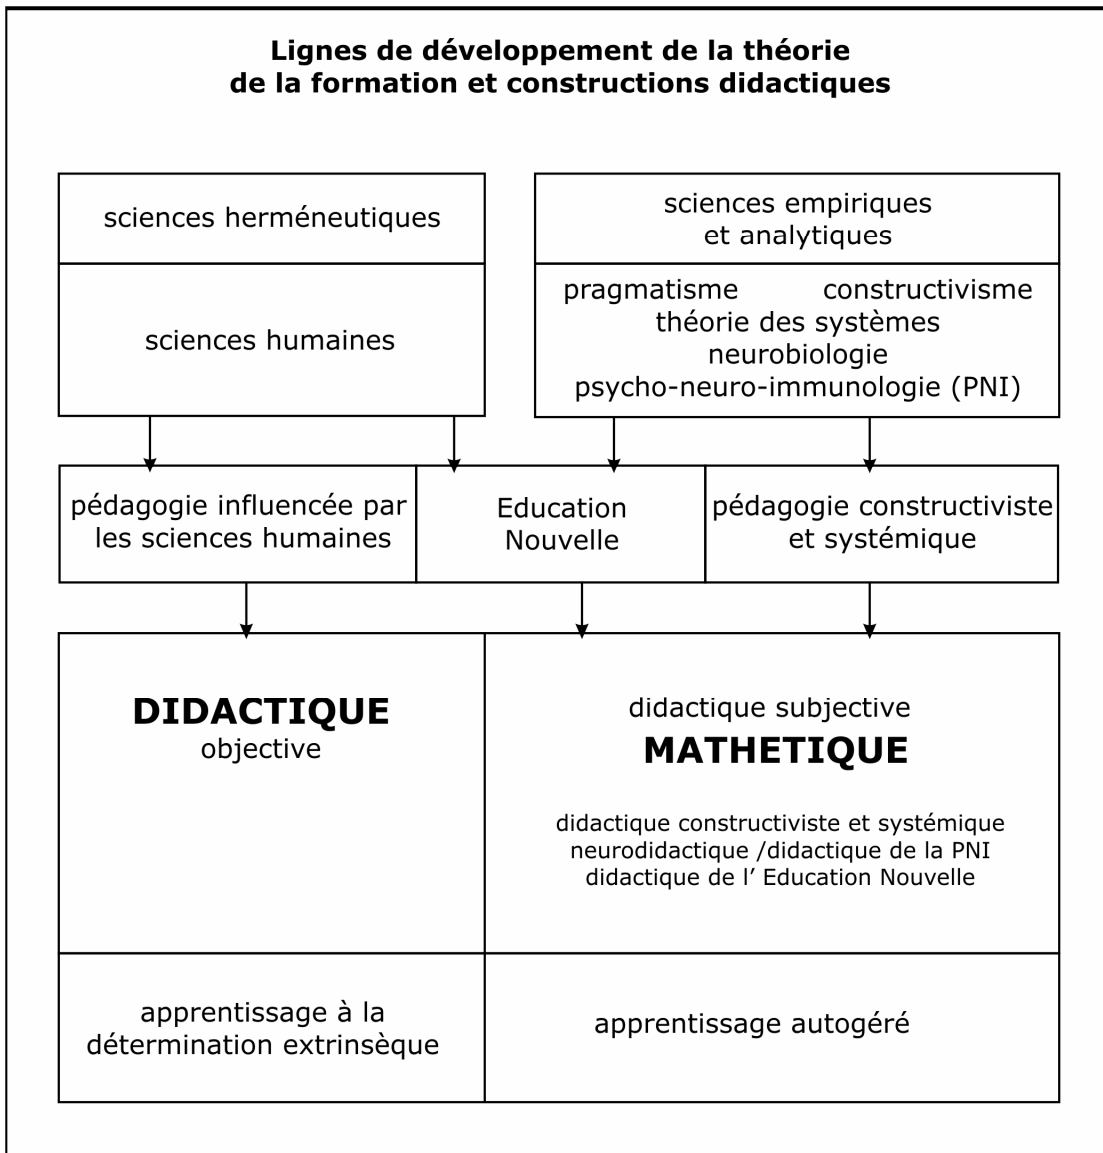 Lignes de développement de la théorie
de la formation et constructions didactiques
sciences herméneutiques
sciences empiriques
et analytiques
sciences humaines
pragmatisme constructivisme
théorie des systèmes
neurobiologie
psycho-neuro-immunologie (PNI)
pédagogie influencée par
les sciences humaines
Education
Nouvelle
pédagogie constructiviste
et systémique
DIDACTIQUE
objective
didactique subjective
MATHETIQUE
didactique constructiviste et systémique
neurodidactique /didactique de la PNI
didactique de l’ Education Nouvelle
apprentissage à la
détermination extrinsèque
apprentissage autogéré